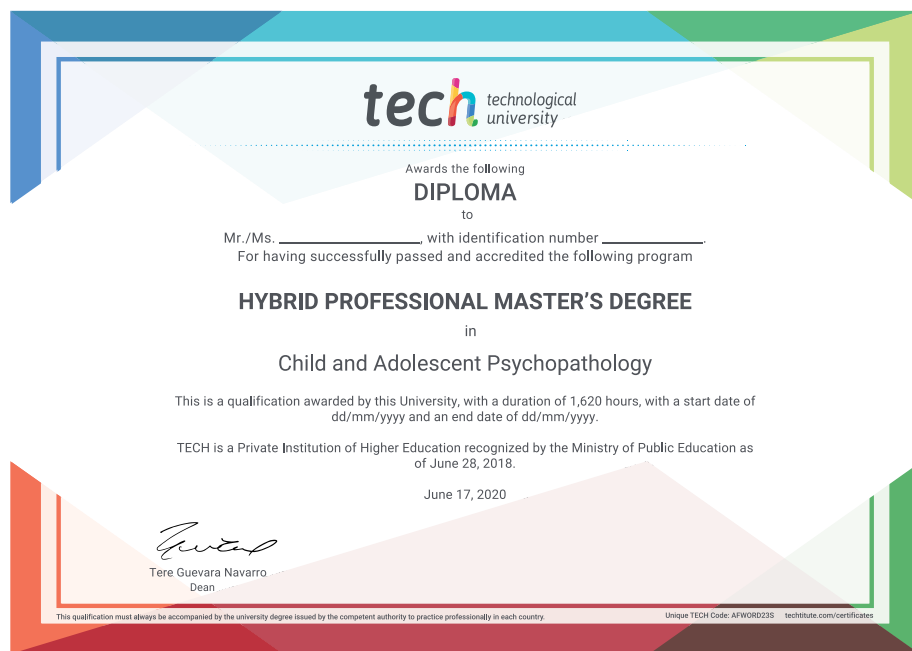 tech technological
university
Awards the following
DIPLOMA
to
Mr./Ms. ____________, with identification number ____________.
For having successfully passed and accredited the following program
HYBRID PROFESSIONAL MASTER'S DEGREE
in
Child and Adolescent Psychopathology
This is a qualification awarded by this University, with a duration of 1,620 hours, with a start date of
dd/mm/yyyy and an end date of dd/mm/yyyy.
TECH is a Private Institution of Higher Education recognized by the Ministry of Public Education as
of June 28, 2018.
June 17, 2020
Tere Guevara Navarro
Dean
This qualification must always be accompanied by the university degree issued by the competent authority to practice professionally in each country.
Unique TECH Code: AFWORD23S techtitute.com/certificates